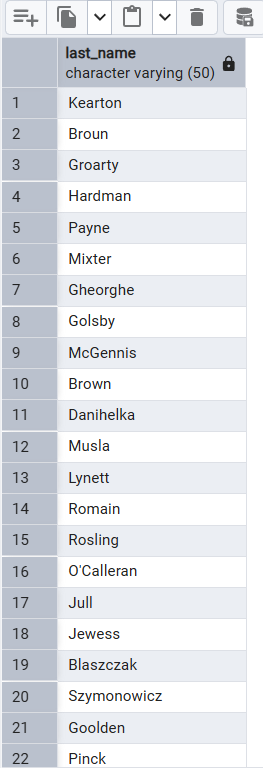 last_name
character varying (50)
1 Kearton
2 Broun
3 Groarty
4 Hardman
5 Payne
6 Mixter
7 Gheorghe
8 Golsby
9 McGennis
10 Brown
11 Danihelka
12 Musla
13 Lynett
14 Romain
15 Rosling
16 O'Calleran
17 Jull
18 Jewess
19 Blaszczak
20 Szymonowicz
21 Goolden
22 Pinck